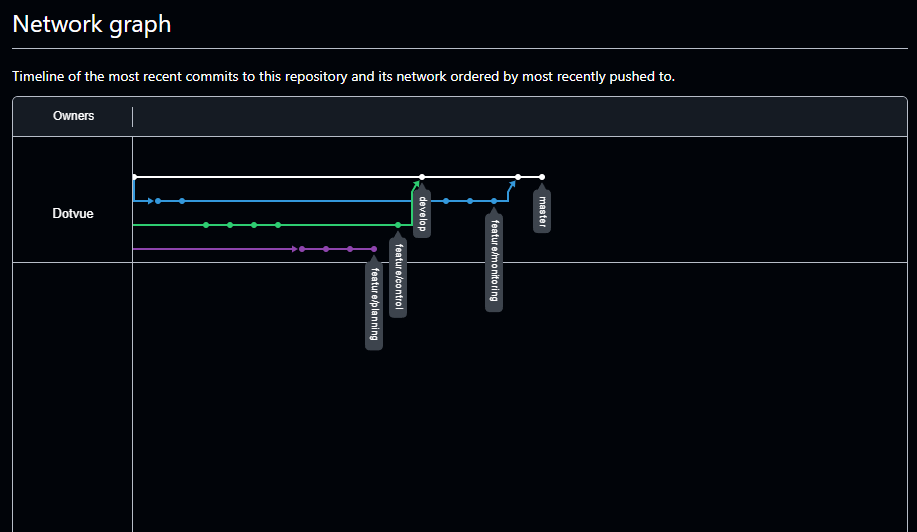 Network graph
Timeline of the most recent commits to this repository and its network ordered by most recently pushed to.
Owners
Dotvue
develop
master
feature/monitoring
feature/control
feature/planning